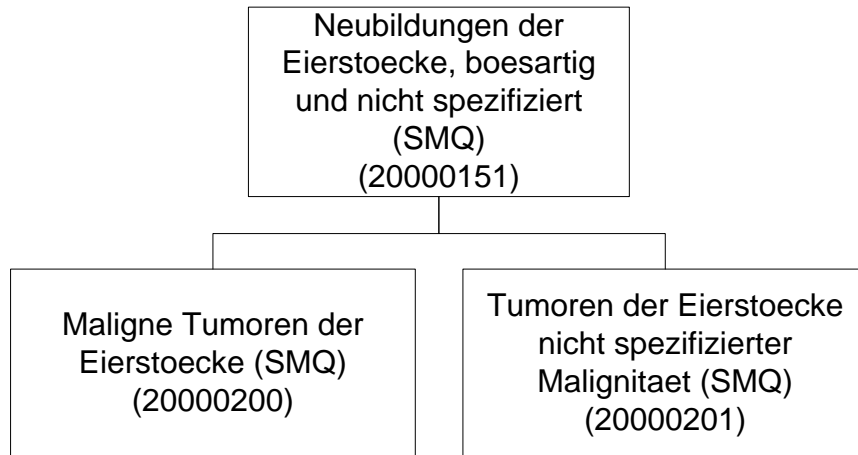 Neubildungen der
Eierstoecke, boesartig
und nicht spezifiziert
(SMQ)
(20000151)
Maligne Tumoren der
Eierstoecke (SMQ)
(20000200)
Tumoren der Eierstoecke
nicht spezifizierter
Malignitaet (SMQ)
(20000201)